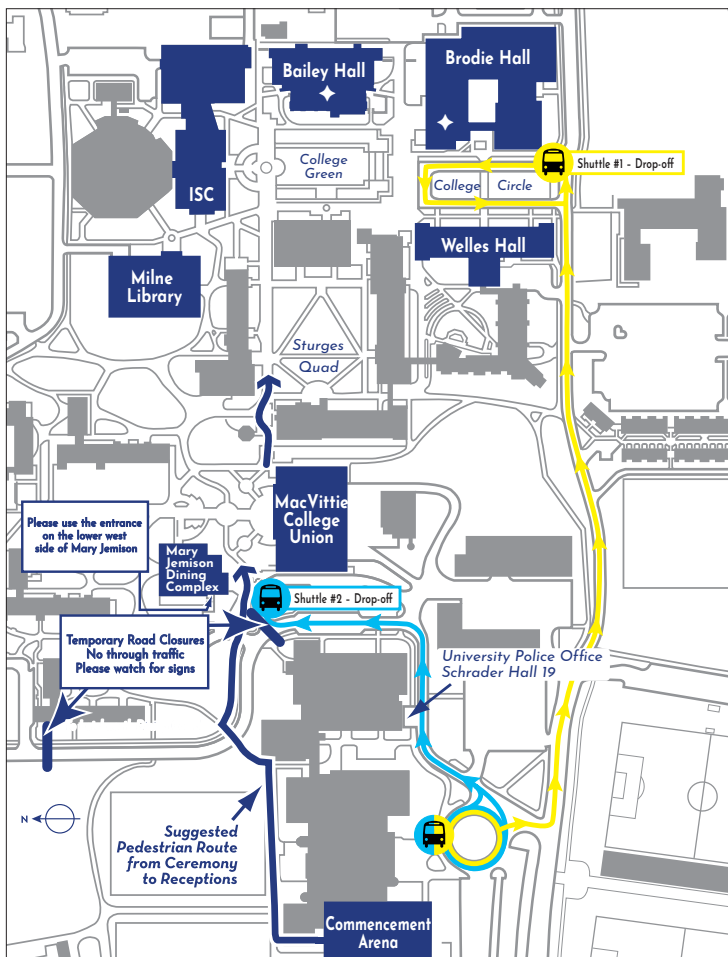 Bailey Hall
Brodie Hall
ISC
College
Green
Shuttle #1 - Drop-off
College
Circle
Welles Hall
Milne
Library
Sturges
Quad
MacVittie
College
Union
Please use the entrance
on the lower west
side of Mary Jemison
Mary
Jemison
Dining
Complex
Shuttle #2 - Drop-off
Temporary Road Closures
No through traffic
Please watch for signs
University Police Office
Schrader Hall 19
N
Suggested
Pedestrian Route
from Ceremony
to Receptions
Commencement
Arena